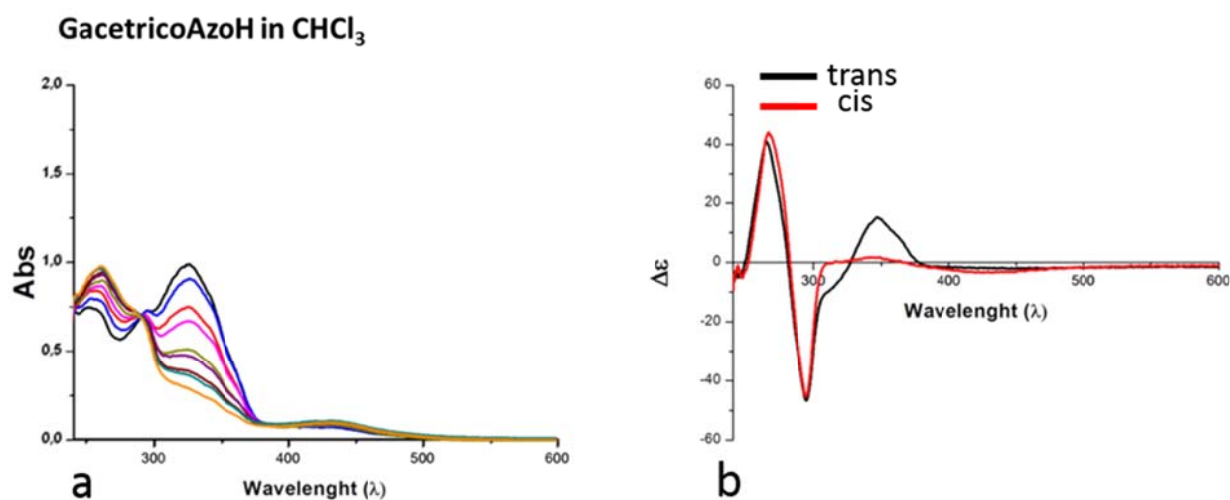 GacetricoAzoH in CHCl₃
2,0
1,5
1,0
0,5
0,0
Abs
300 400 500 600
Wavelenght (λ)
a
trans
cis
60
40
20
0
-20
-40
-60
Δε
300 400 500 600
Wavelenght (λ)
b